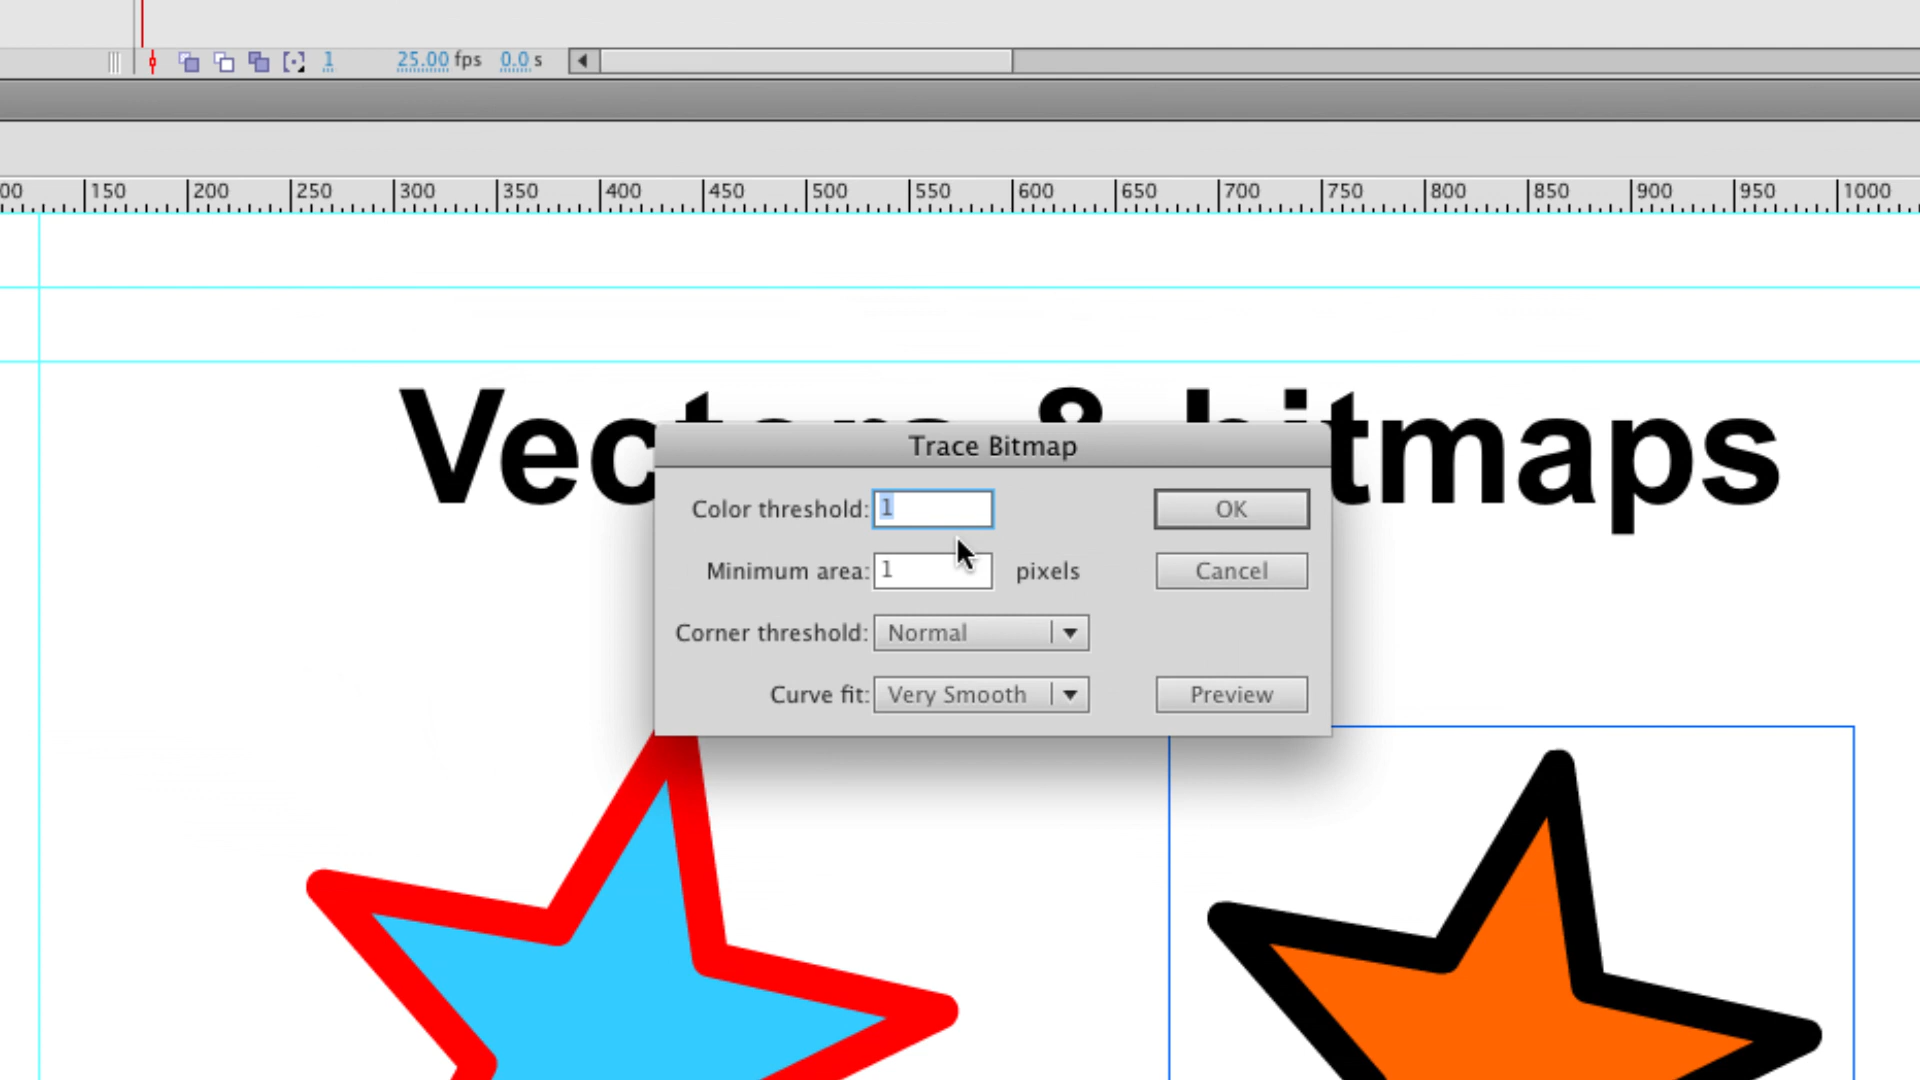 1 25.00 fps 0.0 s
00 150 200 250 300 350 400 450 500 550 600 650 700 750 800 850 900 950 1000
Vectors & bitmaps
Trace Bitmap
Color threshold: 1 OK
Minimum area: 1 pixels Cancel
Corner threshold: Normal
Curve fit: Very Smooth Preview